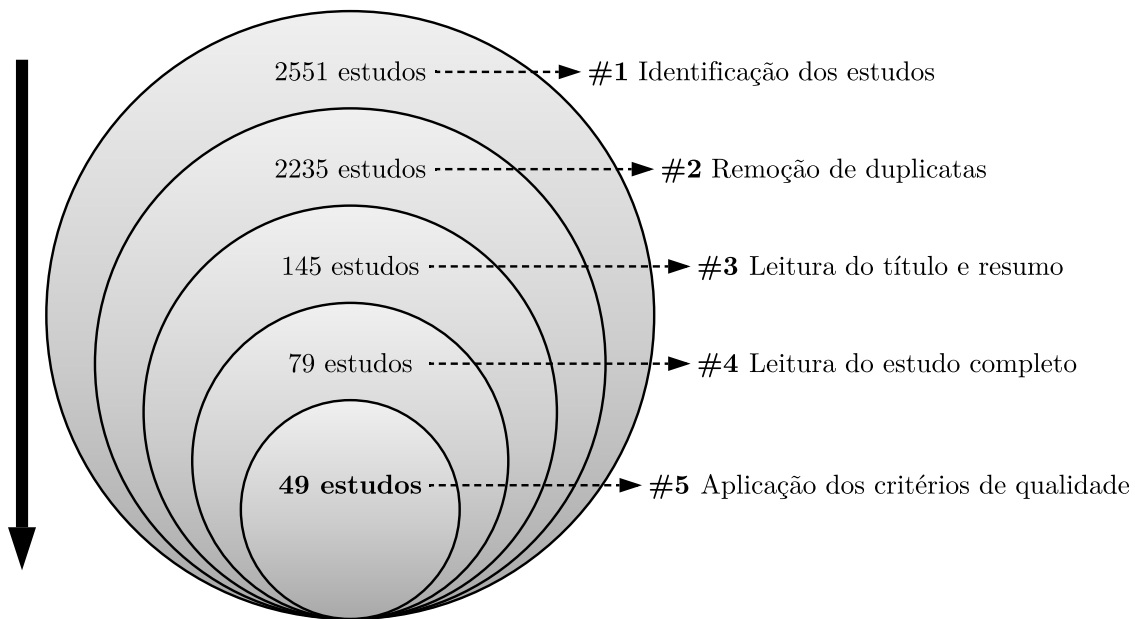 2551 estudos #1 Identificação dos estudos
2235 estudos #2 Remoção de duplicatas
145 estudos #3 Leitura do título e resumo
79 estudos #4 Leitura do estudo completo
49 estudos #5 Aplicação dos critérios de qualidade